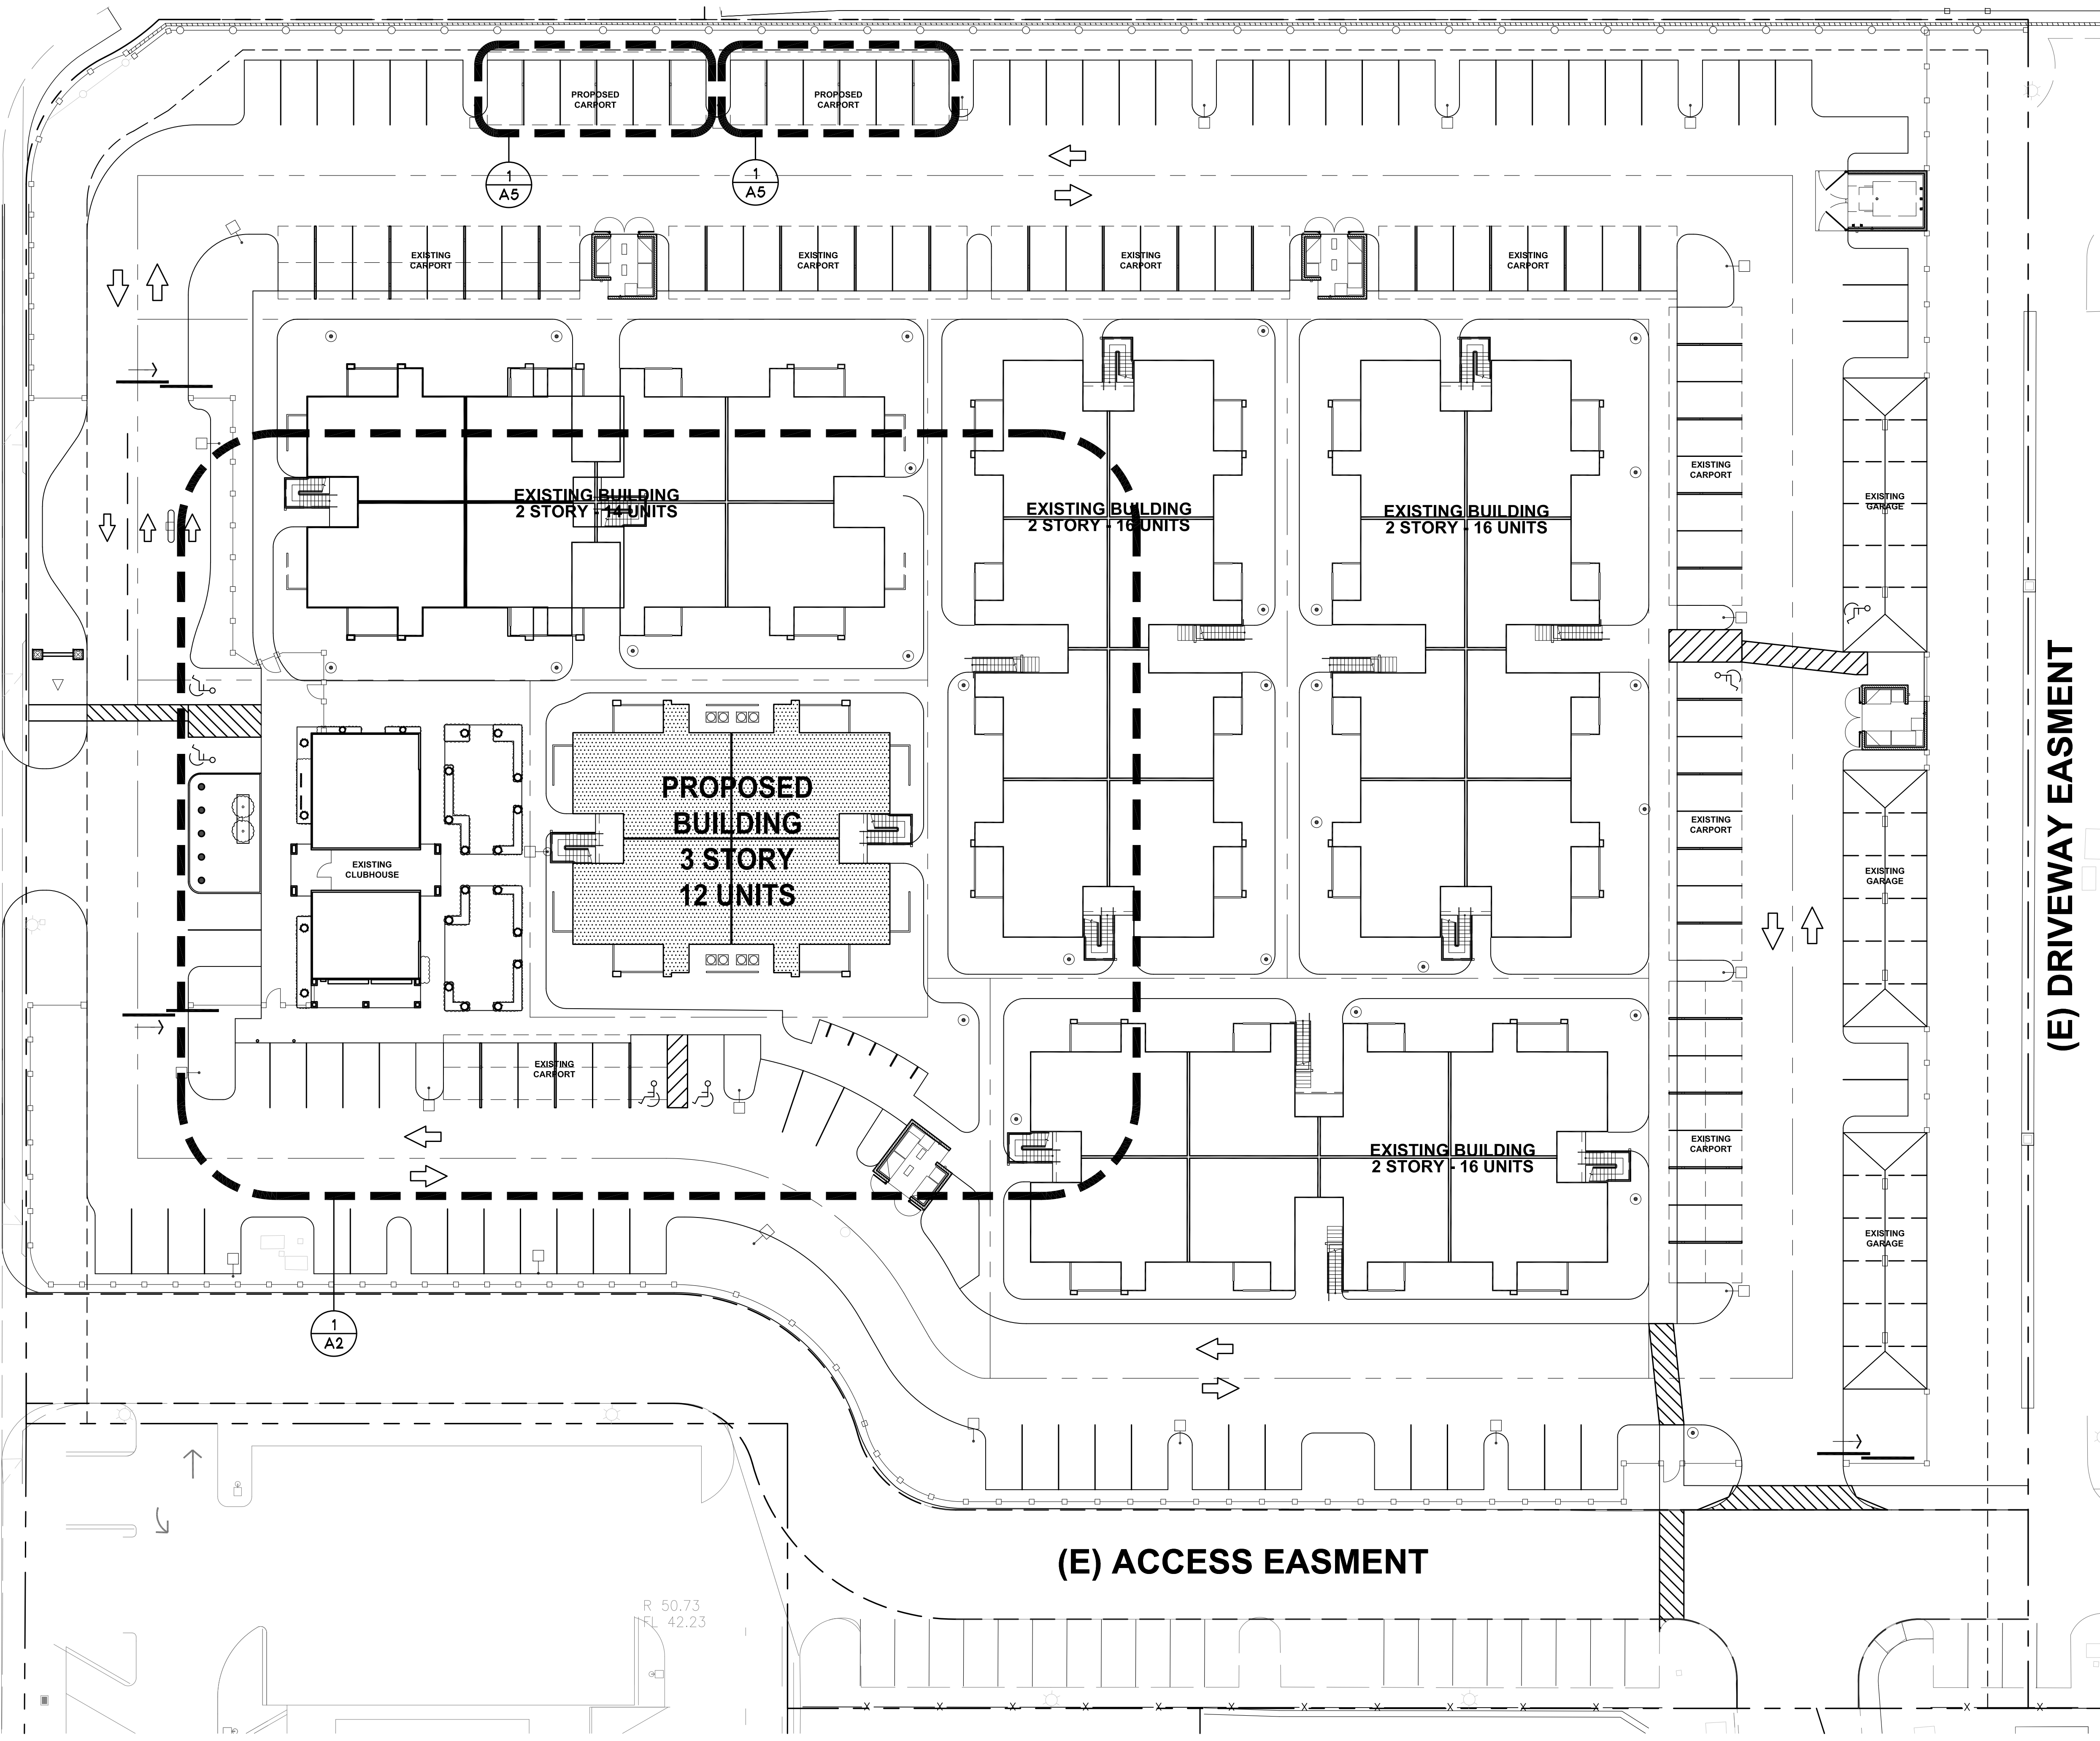 PROPOSED
CARPORT
PROPOSED
CARPORT
1
A5
1
A5
EXISTING
CARPORT
EXISTING
CARPORT
EXISTING
CARPORT
EXISTING
CARPORT
EXISTING BUILDING
2 STORY - 14 UNITS
EXISTING BUILDING
2 STORY - 16 UNITS
EXISTING BUILDING
2 STORY - 16 UNITS
EXISTING
CARPORT
EXISTING
GARAGE
PROPOSED
BUILDING
3 STORY
12 UNITS
EXISTING
CLUBHOUSE
EXISTING
CARPORT
EXISTING
GARAGE
(E) DRIVEWAY EASMENT
EXISTING
CARPORT
EXISTING BUILDING
2 STORY - 16 UNITS
EXISTING
CARPORT
EXISTING
GARAGE
1
A2
(E) ACCESS EASMENT
R 50.73
FL 42.23